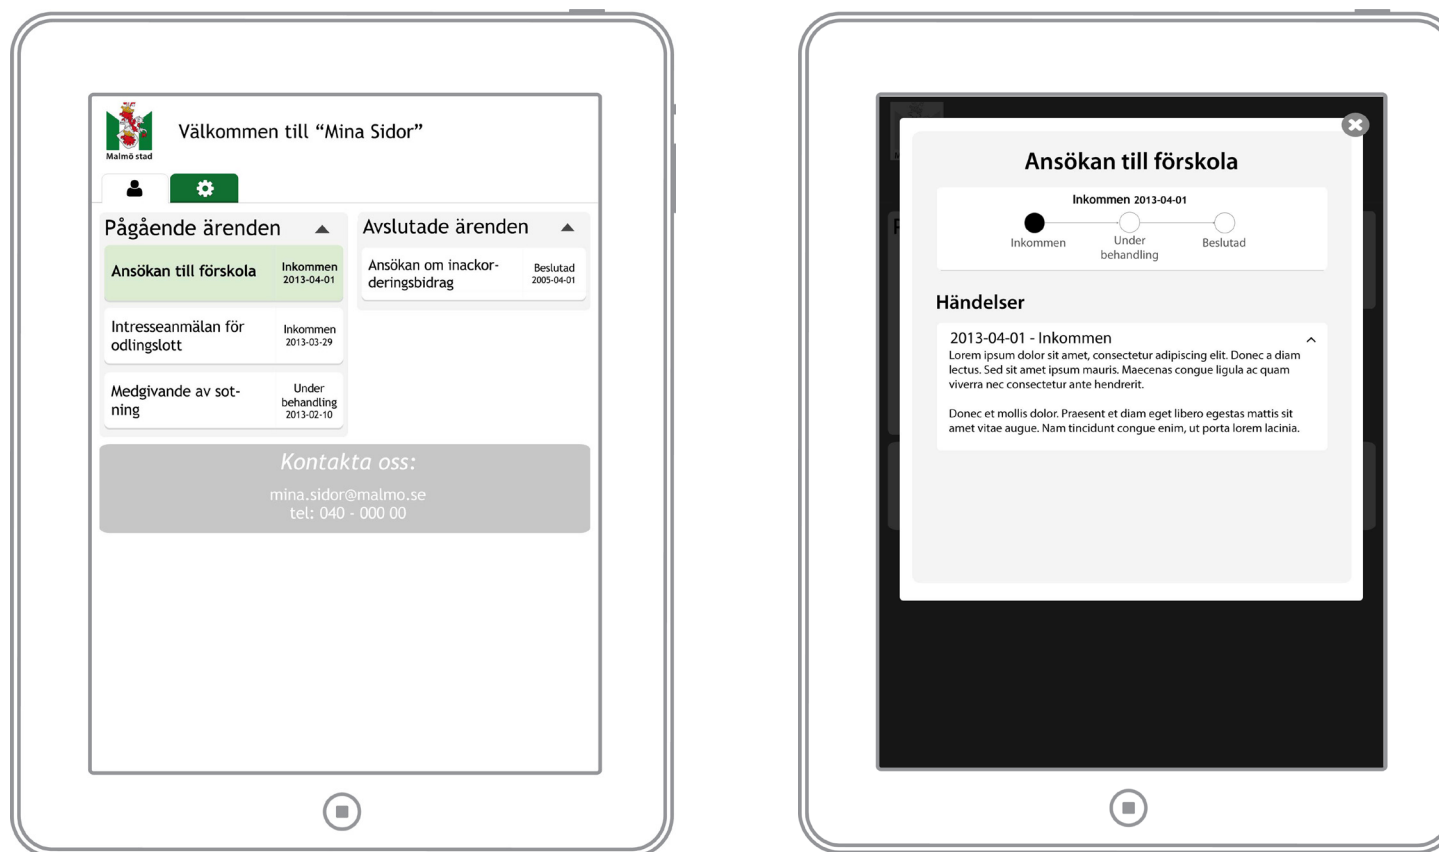 Malmö stad
Välkommen till “Mina Sidor”
Pågående ärenden
Ansökan till förskola
Inkommen
2013-04-01
Intresseanmälan för
odlingslott
Inkommen
2013-03-29
Medgivande av sot-
ning
Under
behandling
2013-02-10
Avslutade ärenden
Ansökan om inackor-
deringsbidrag
Beslutad
2005-04-01
Kontakta oss:
mina.sidor@malmo.se
tel: 040 - 000 00
Ansökan till förskola
Inkommen 2013-04-01
Inkommen
Under
behandling
Beslutad
Händelser
2013-04-01 - Inkommen
Lorem ipsum dolor sit amet, consectetur adipiscing elit. Donec a diam
lectus. Sed sit amet ipsum mauris. Maecenas congue ligula ac quam
viverra nec consectetur ante hendrerit.
Donec et mollis dolor. Praesent et diam eget libero egestas mattis sit
amet vitae augue. Nam tincidunt congue enim, ut porta lorem lacinia.